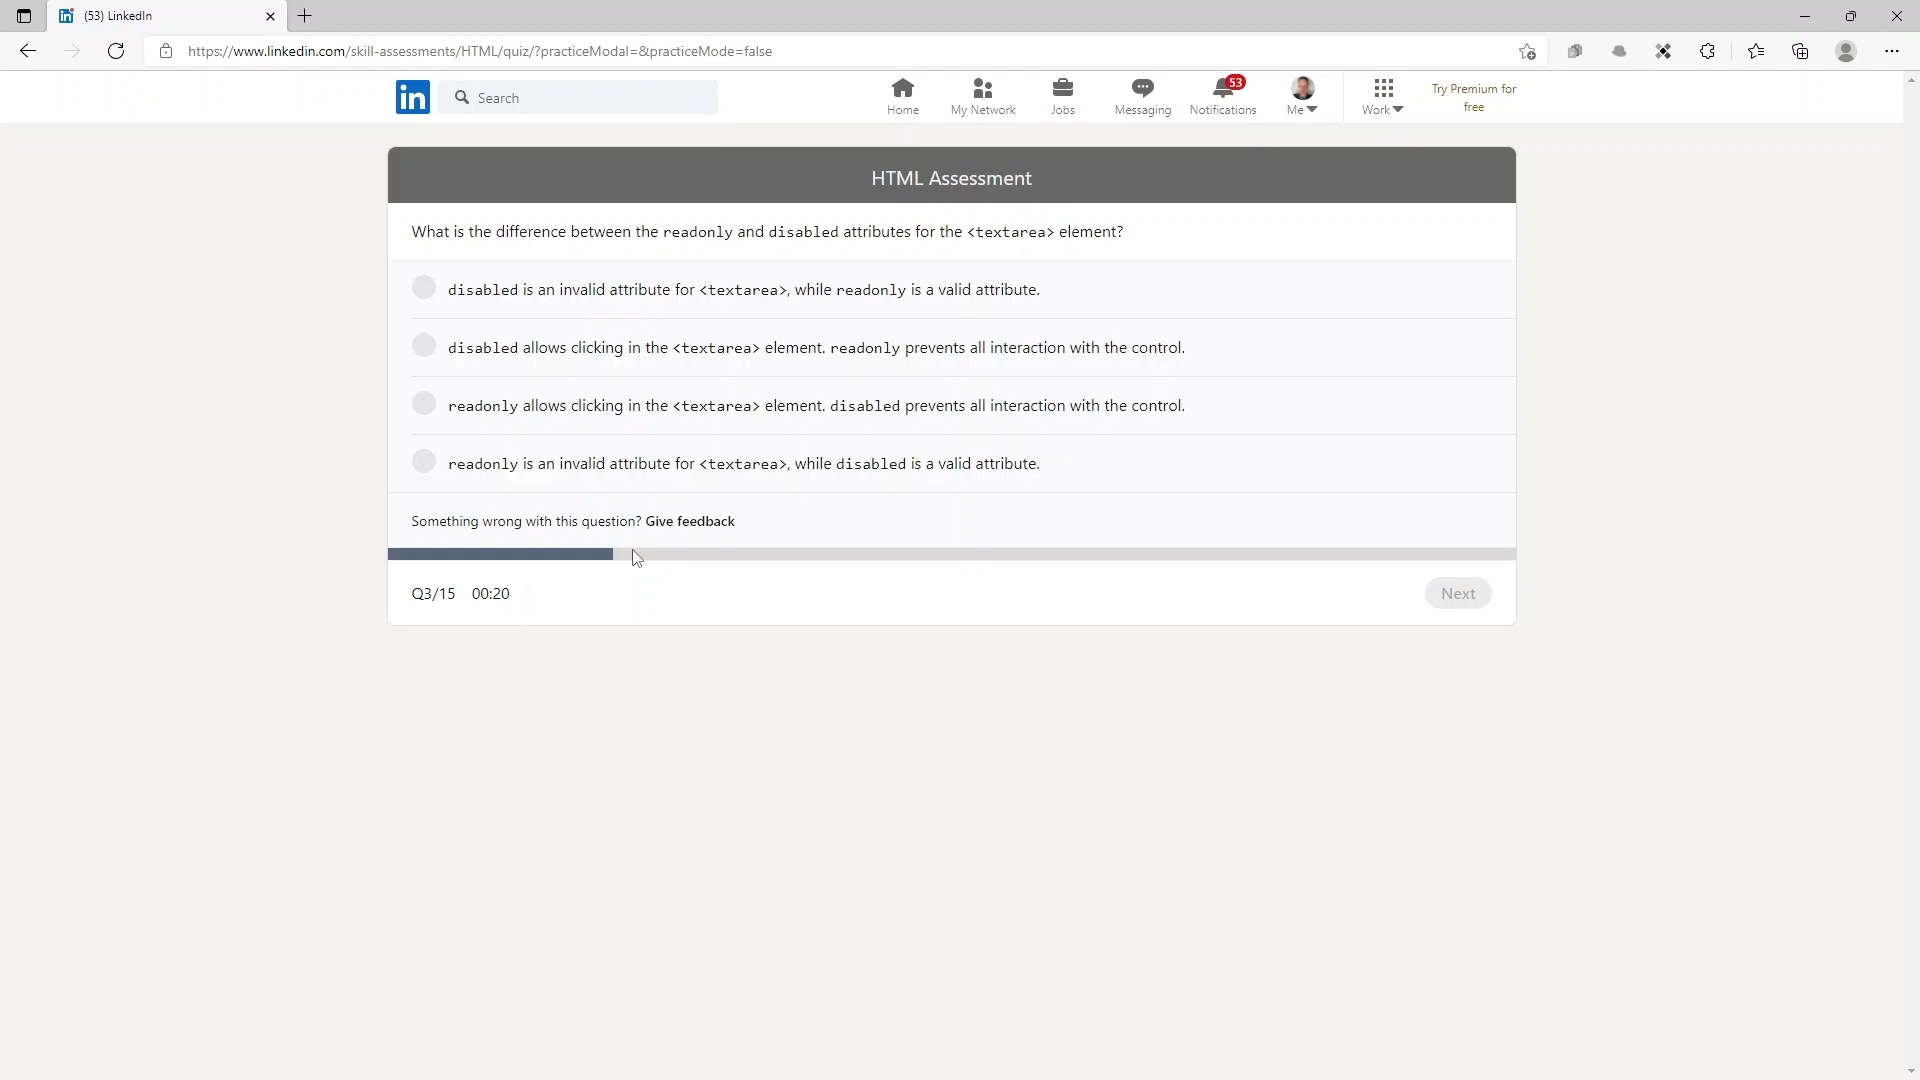 (53) LinkedIn
https://www.linkedin.com/skill-assessments/HTML/quiz/?practiceModal=&practiceMode=false
in
Search
Home
My Network
Jobs
Messaging
53
Notifications
Me
Work
Try Premium for
free
HTML Assessment
What is the difference between the readonly and disabled attributes for the <textarea> element?
disabled is an invalid attribute for <textarea>, while readonly is a valid attribute.
disabled allows clicking in the <textarea> element. readonly prevents all interaction with the control.
readonly allows clicking in the <textarea> element. disabled prevents all interaction with the control.
readonly is an invalid attribute for <textarea>, while disabled is a valid attribute.
Something wrong with this question? Give feedback
Q3/15 00:20
Next